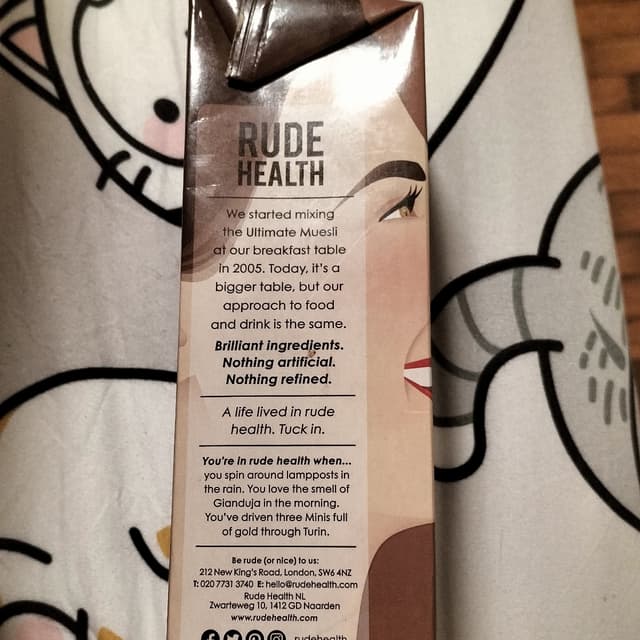 RUDE
HEALTH
We started mixing
the Ultimate Muesli
at our breakfast table
in 2005. Today, it's a
bigger table, but our
approach to food
and drink is the same.
Brilliant ingredients.
Nothing artificial.
Nothing refined.
A life lived in rude
health. Tuck in.
You're in rude health when...
you spin around lampposts in
the rain. You love the smell of
Gianduja in the morning.
You've driven three Minis full
of gold through Turin.
Be rude (or nice) to us:
212 New King's Road, London, SW6 4NZ
T: 020 7731 3740 E: hello@rudehealth.com
Rude Health NL
Zwarteweg 10, 1412 GD Naarden
www.rudehealth.com
rudehealth